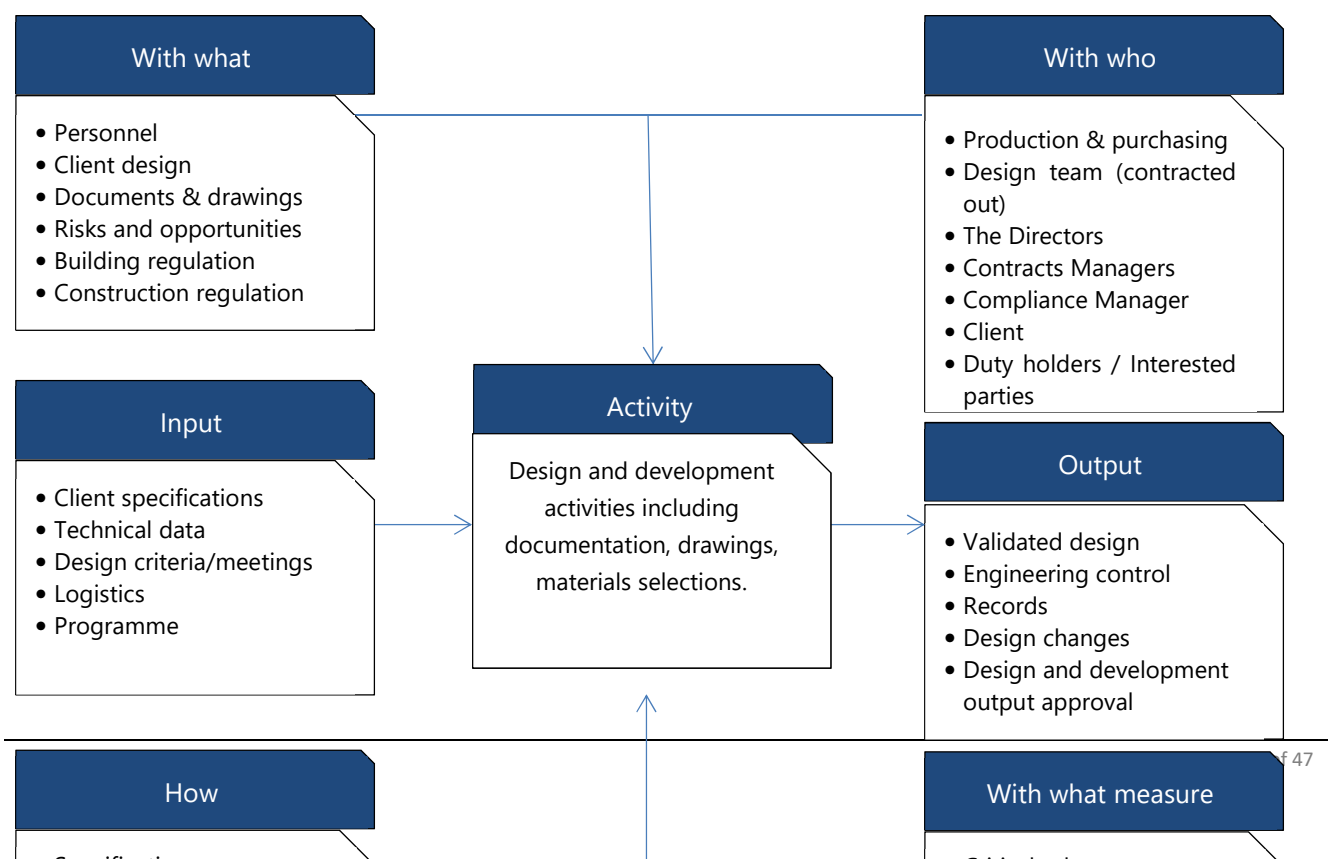 With what
• Personnel
• Client design
• Documents & drawings
• Risks and opportunities
• Building regulation
• Construction regulation
With who
• Production & purchasing
• Design team (contracted
out)
• The Directors
• Contracts Managers
• Compliance Manager
• Client
• Duty holders / Interested
parties
Input
• Client specifications
• Technical data
• Design criteria/meetings
• Logistics
• Programme
Activity
Design and development
activities including
documentation, drawings,
materials selections.
Output
• Validated design
• Engineering control
• Records
• Design changes
• Design and development
output approval
of 47
How
With what measure